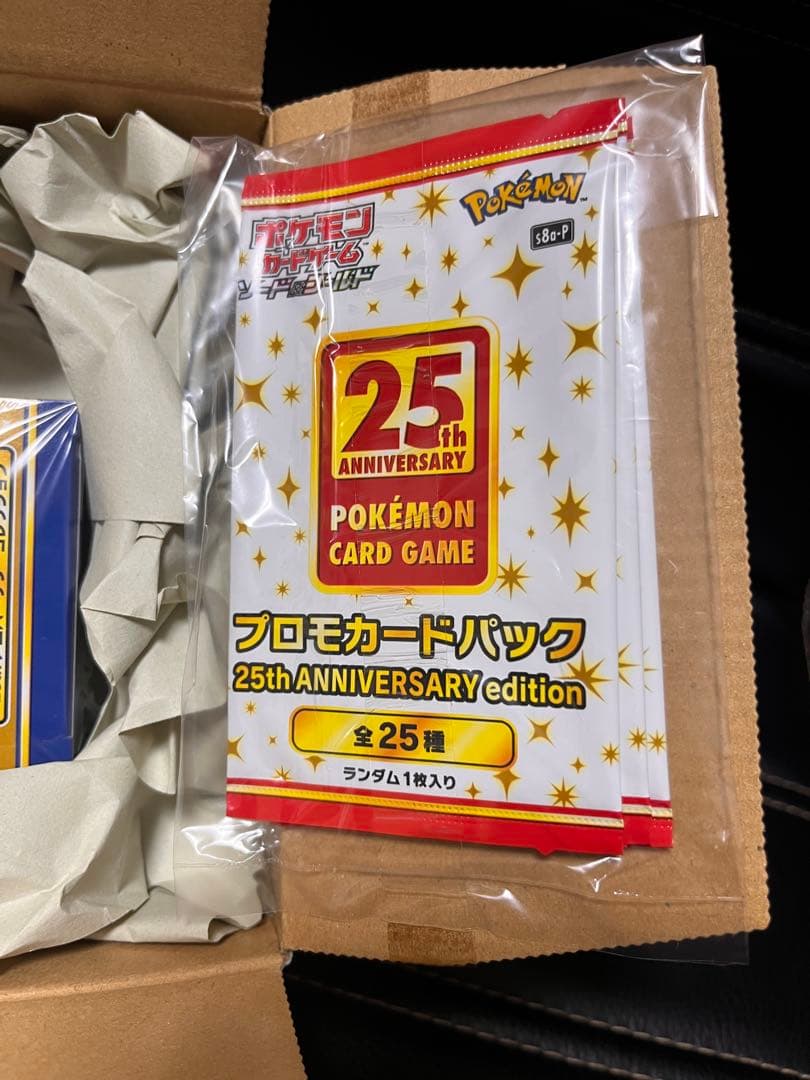 ポケモン
カードゲーム
ソード&シールド
POKÉMON
s8a-P
25th
ANNIVERSARY
POKÉMON
CARD GAME
プロモカードパック
25th ANNIVERSARY edition
全25種
ランダム1枚入り